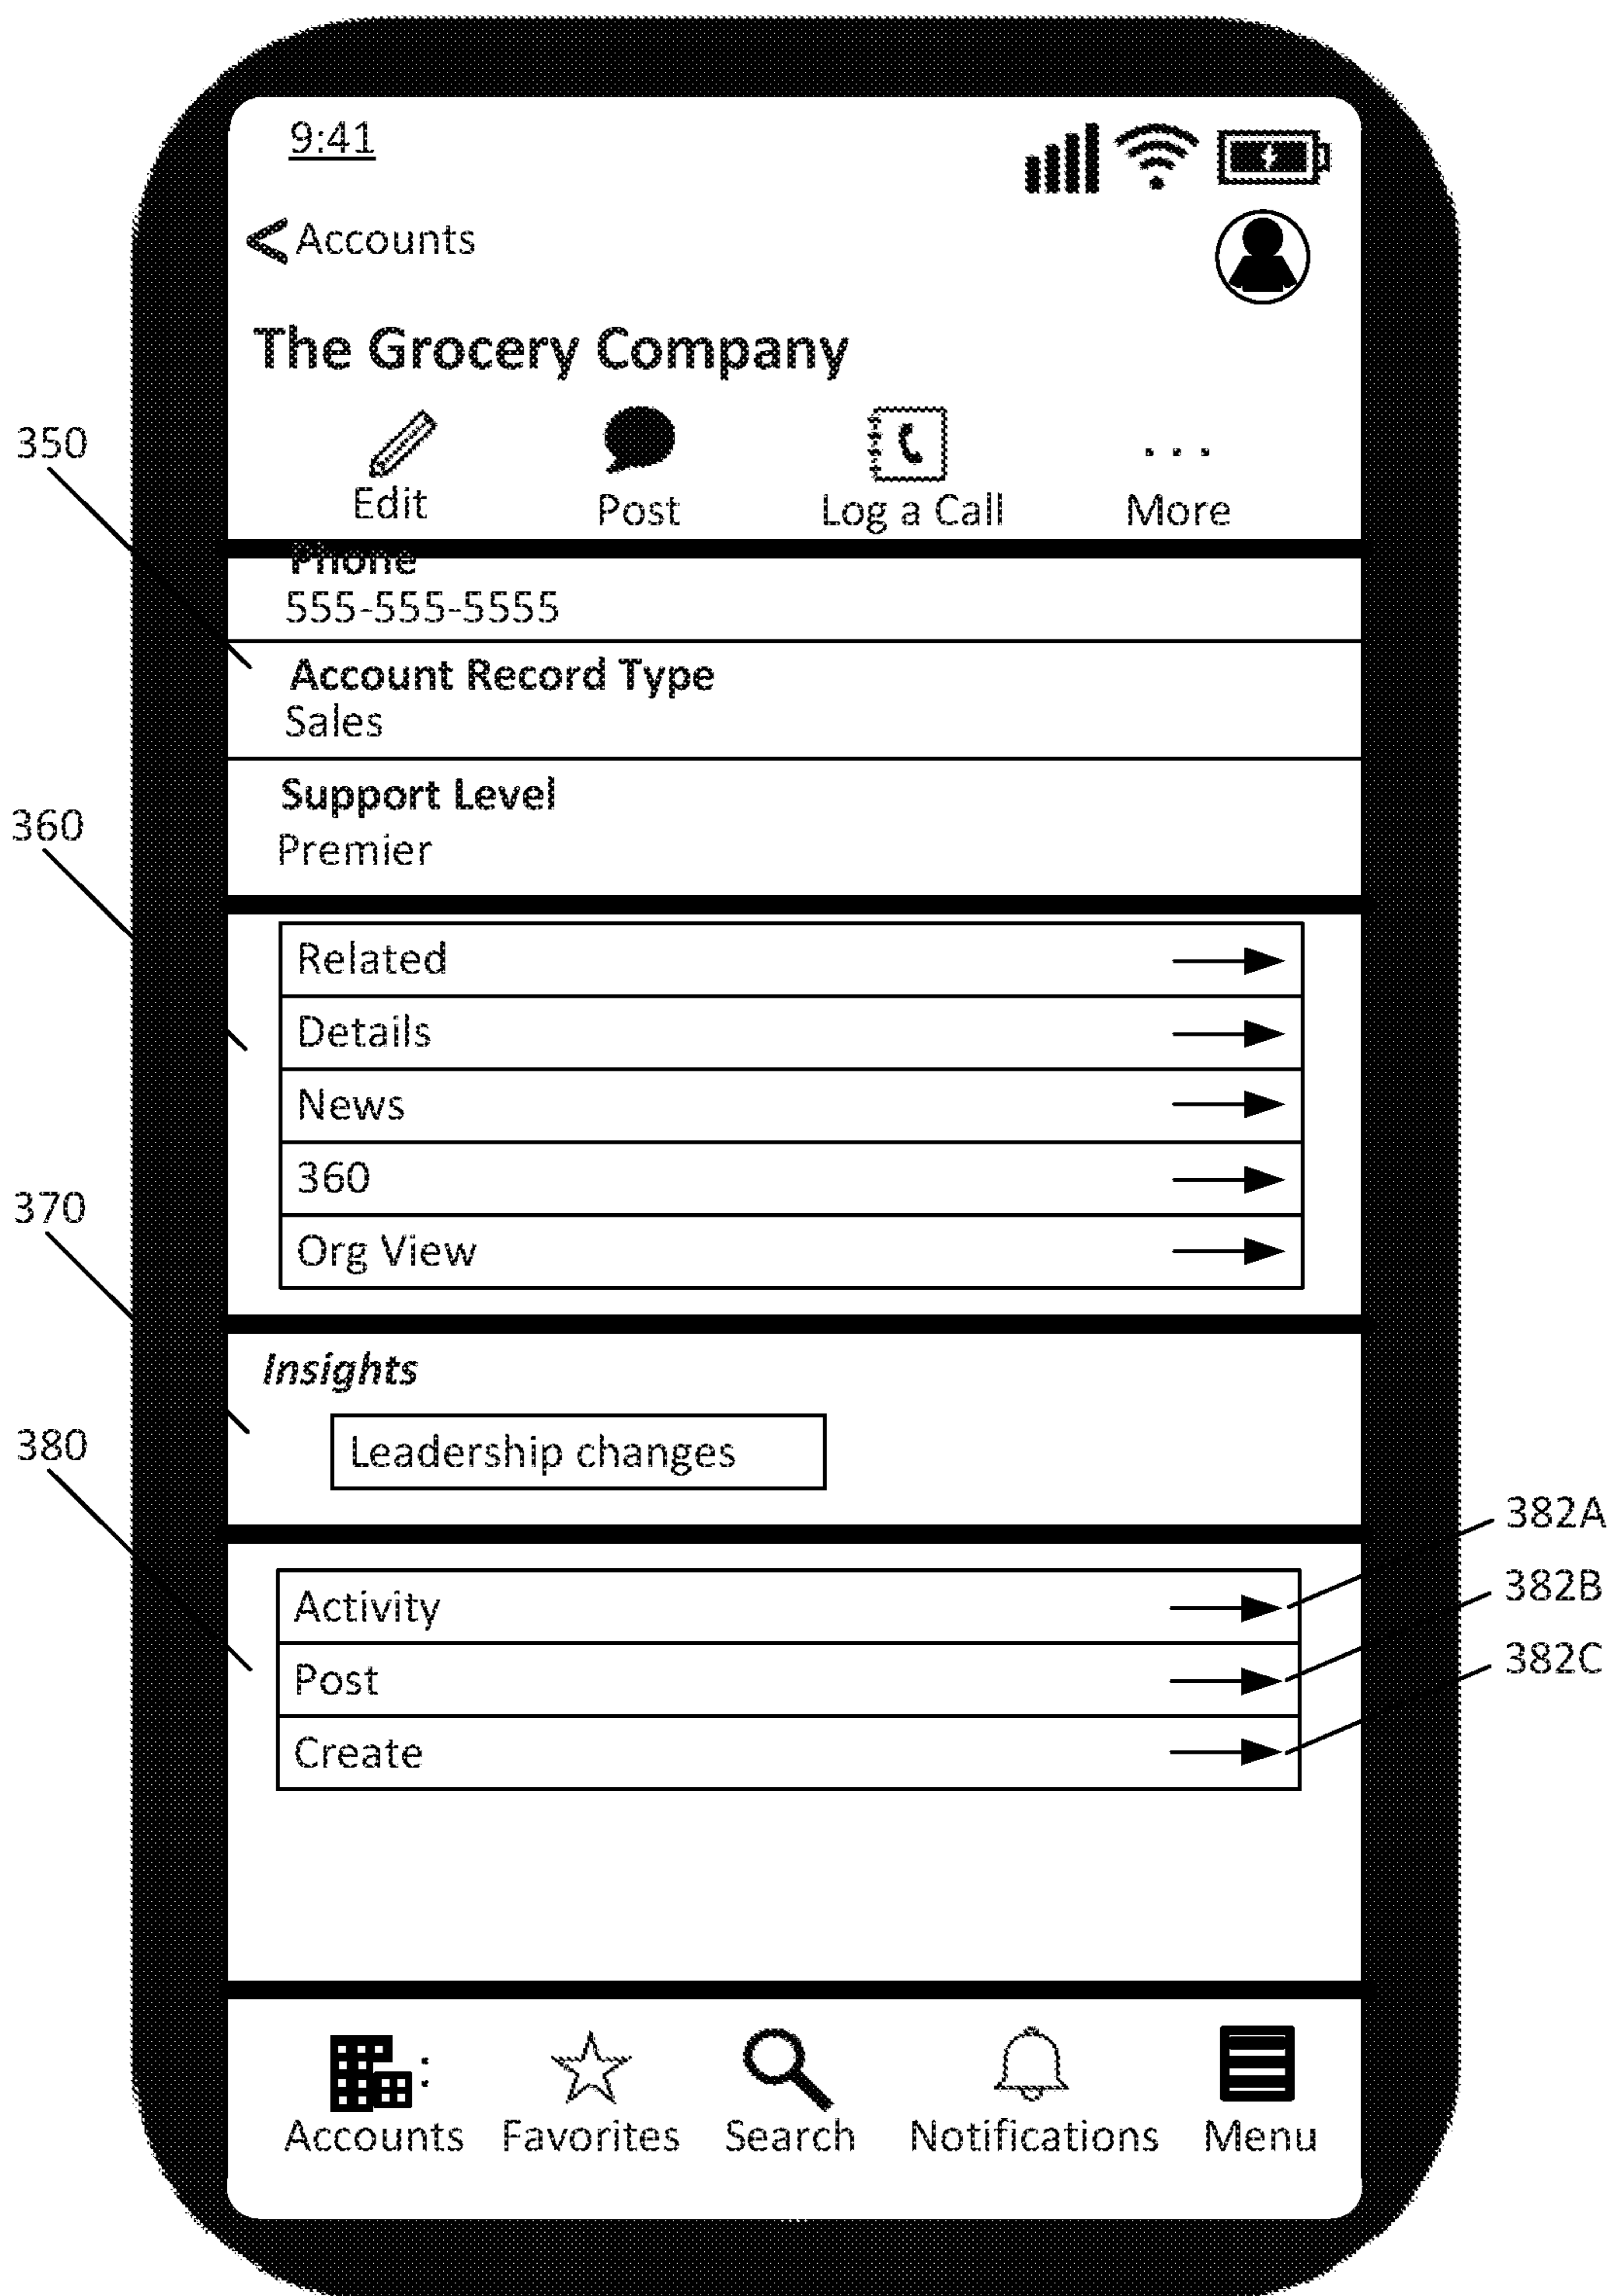 9:41
< Accounts
The Grocery Company
Edit Post Log a Call More
350
Phone
555-555-5555
Account Record Type
Sales
Support Level
Premier
360
Related
Details
News
360
Org View
370
Insights
Leadership changes
380
382A
Activity
382B
Post
382C
Create
Accounts Favorites Search Notifications Menu